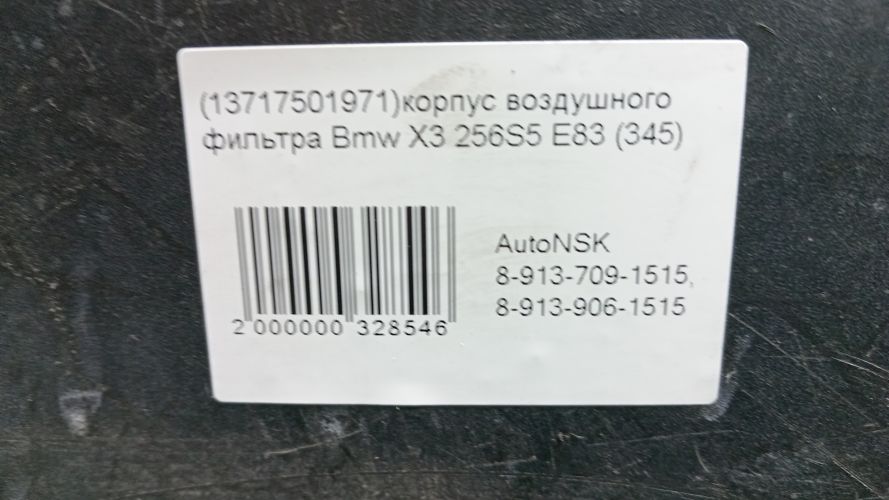 (13717501971)корпус воздушного
фильтра Bmw X3 256S5 E83 (345)
AutoNSK
8-913-709-1515,
8-913-906-1515
2 000000 328546